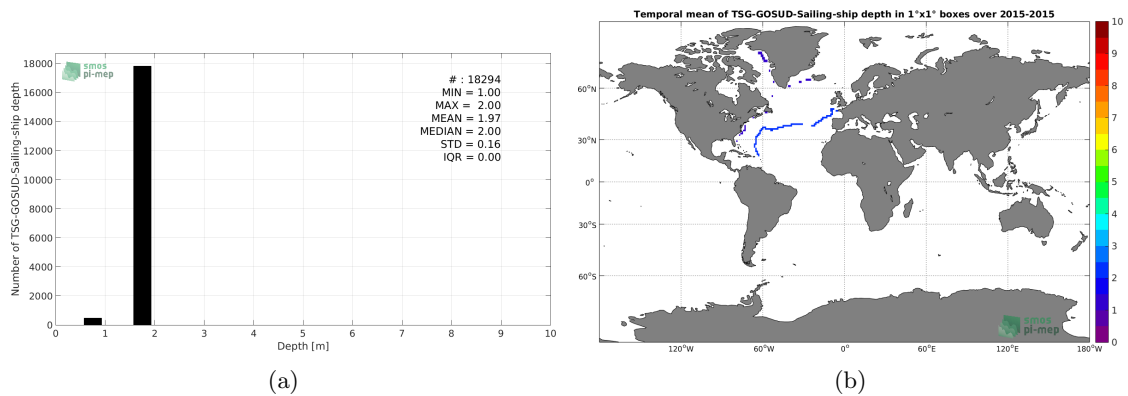 smos
pi-mep
# : 18294
MIN = 1.00
MAX = 2.00
MEAN = 1.97
MEDIAN = 2.00
STD = 0.16
IQR = 0.00
Number of TSG-GOSUD-Sailing-ship depth
18000
16000
14000
12000
10000
8000
6000
4000
2000
0
0 1 2 3 4 5 6 7 8 9 10
Depth [m]
(a)
Temporal mean of TSG-GOSUD-Sailing-ship depth in 1°x1° boxes over 2015-2015
60°N
30°N
0°
30°S
60°S
120°W 60°W 0° 60°E 120°E 180°W
smos
pi-mep
10
9
8
7
6
5
4
3
2
1
0
(b)